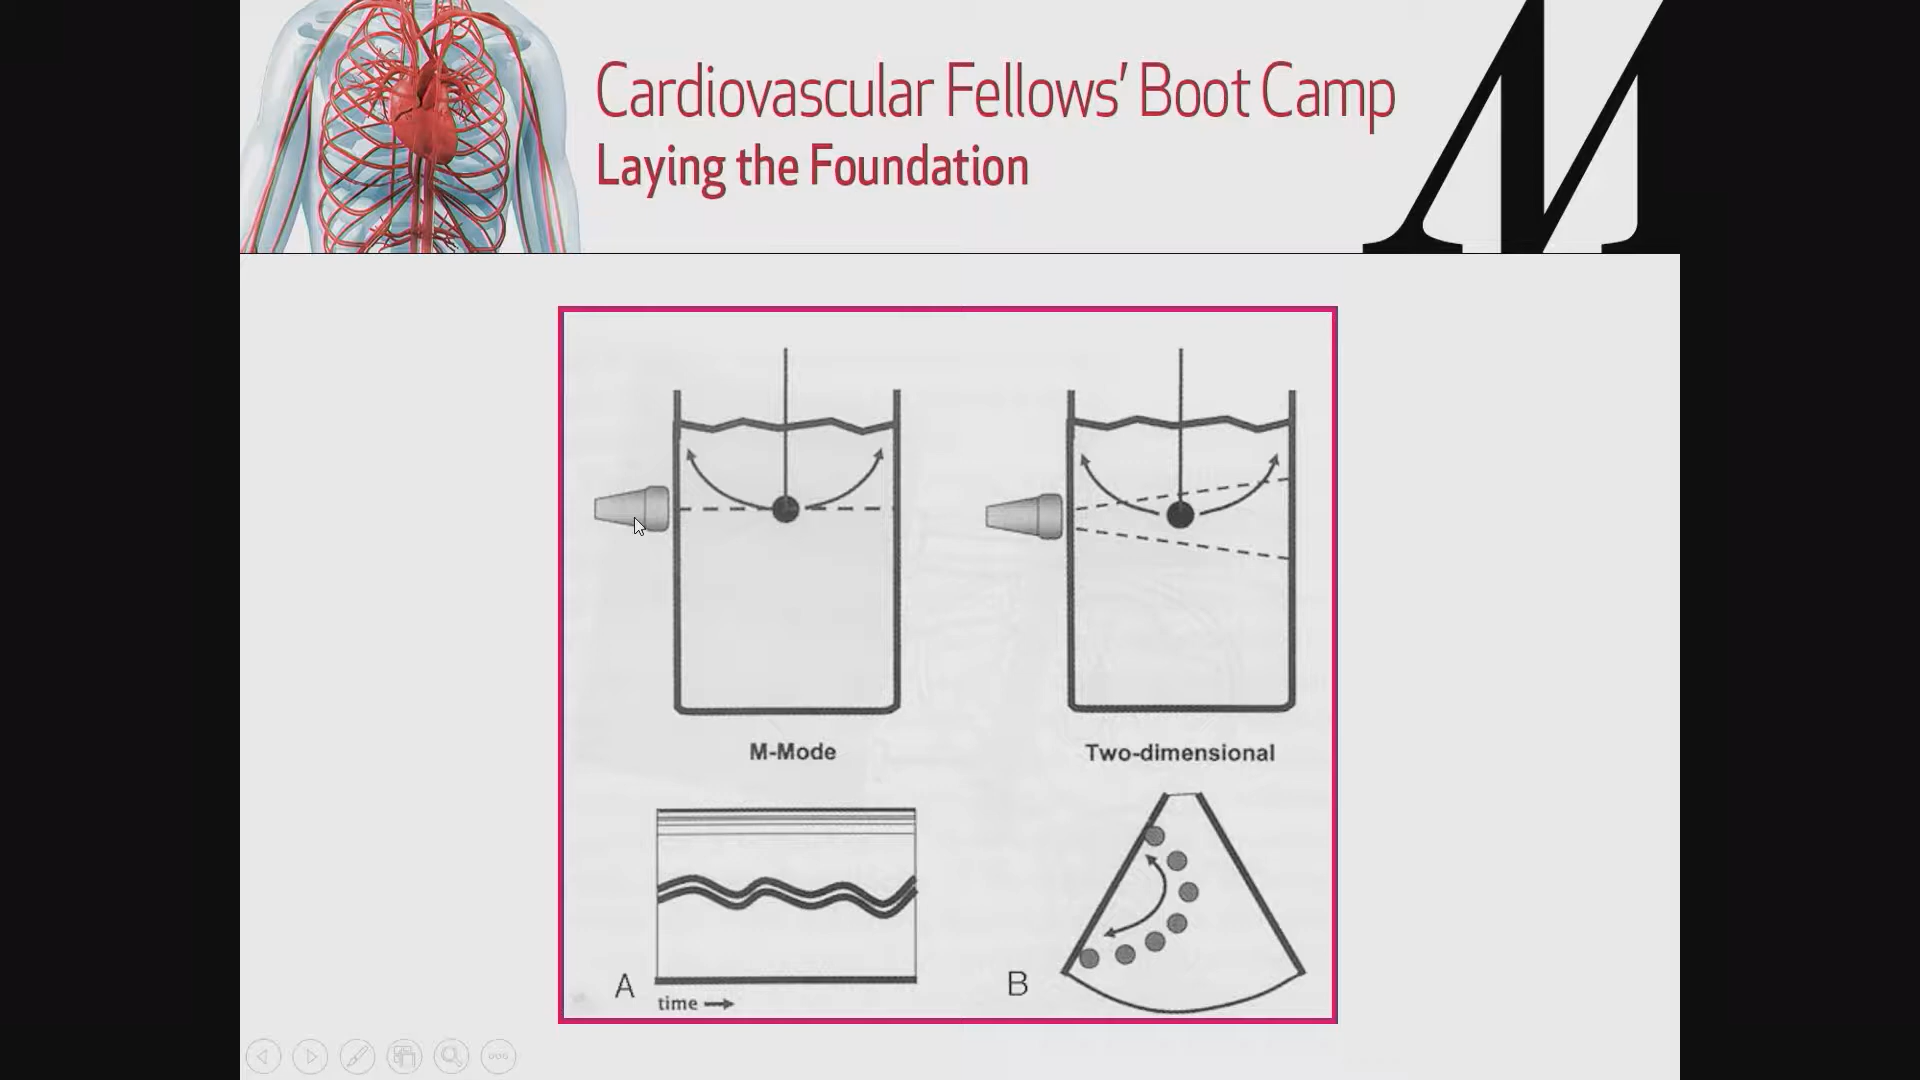 Cardiovascular Fellows' Boot Camp
Laying the Foundation
M
M-Mode
Two-dimensional
A
time
B